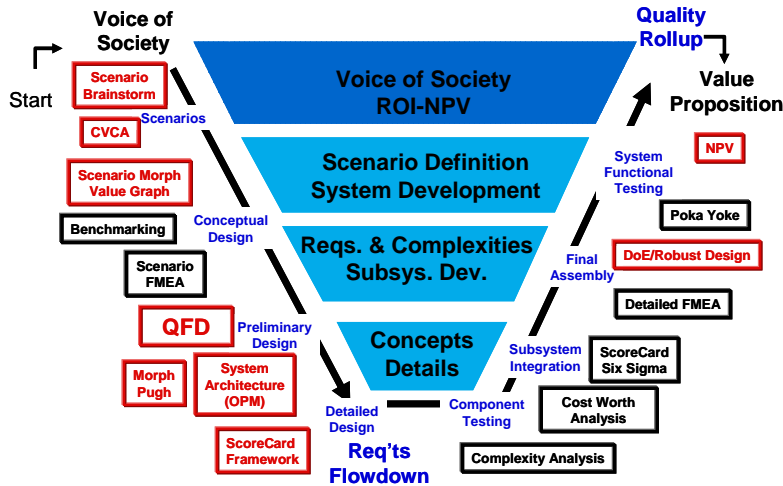 Voice of
Society
Start
Scenario
Brainstorm
CVCA
Scenarios
Scenario Morph
Value Graph
Benchmarking
Conceptual
Design
Scenario
FMEA
QFD
Preliminary
Design
Morph
Pugh
System
Architecture
(OPM)
ScoreCard
Framework
Detailed
Design
Req'ts
Flowdown
Voice of Society
ROI-NPV
Scenario Definition
System Development
Reqs. & Complexities
Subsys. Dev.
Concepts
Details
Quality
Rollup
Value
Proposition
NPV
System
Functional
Testing
Poka Yoke
Final
Assembly
DoE/Robust Design
Detailed FMEA
Subsystem
Integration
ScoreCard
Six Sigma
Component
Testing
Cost Worth
Analysis
Complexity Analysis